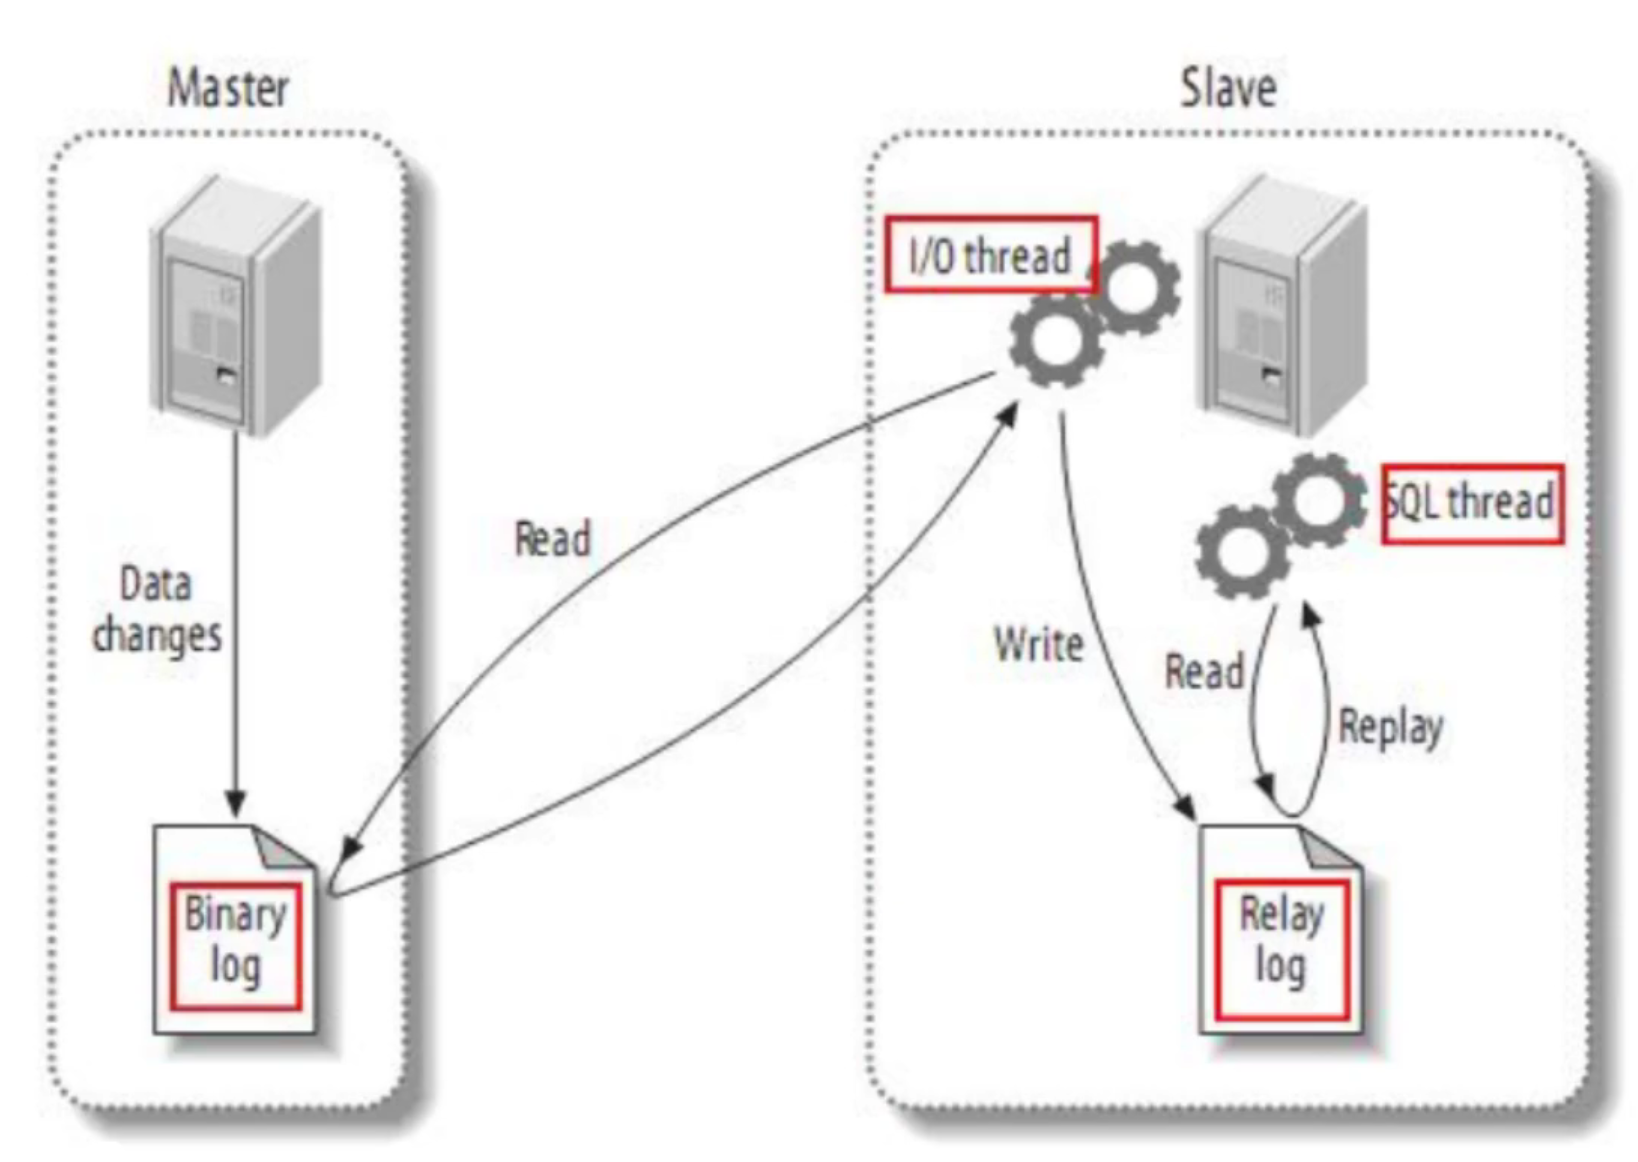 Master
Slave
I/O thread
SQL thread
Read
Data
changes
Write
Read
Replay
Binary
log
Relay
log